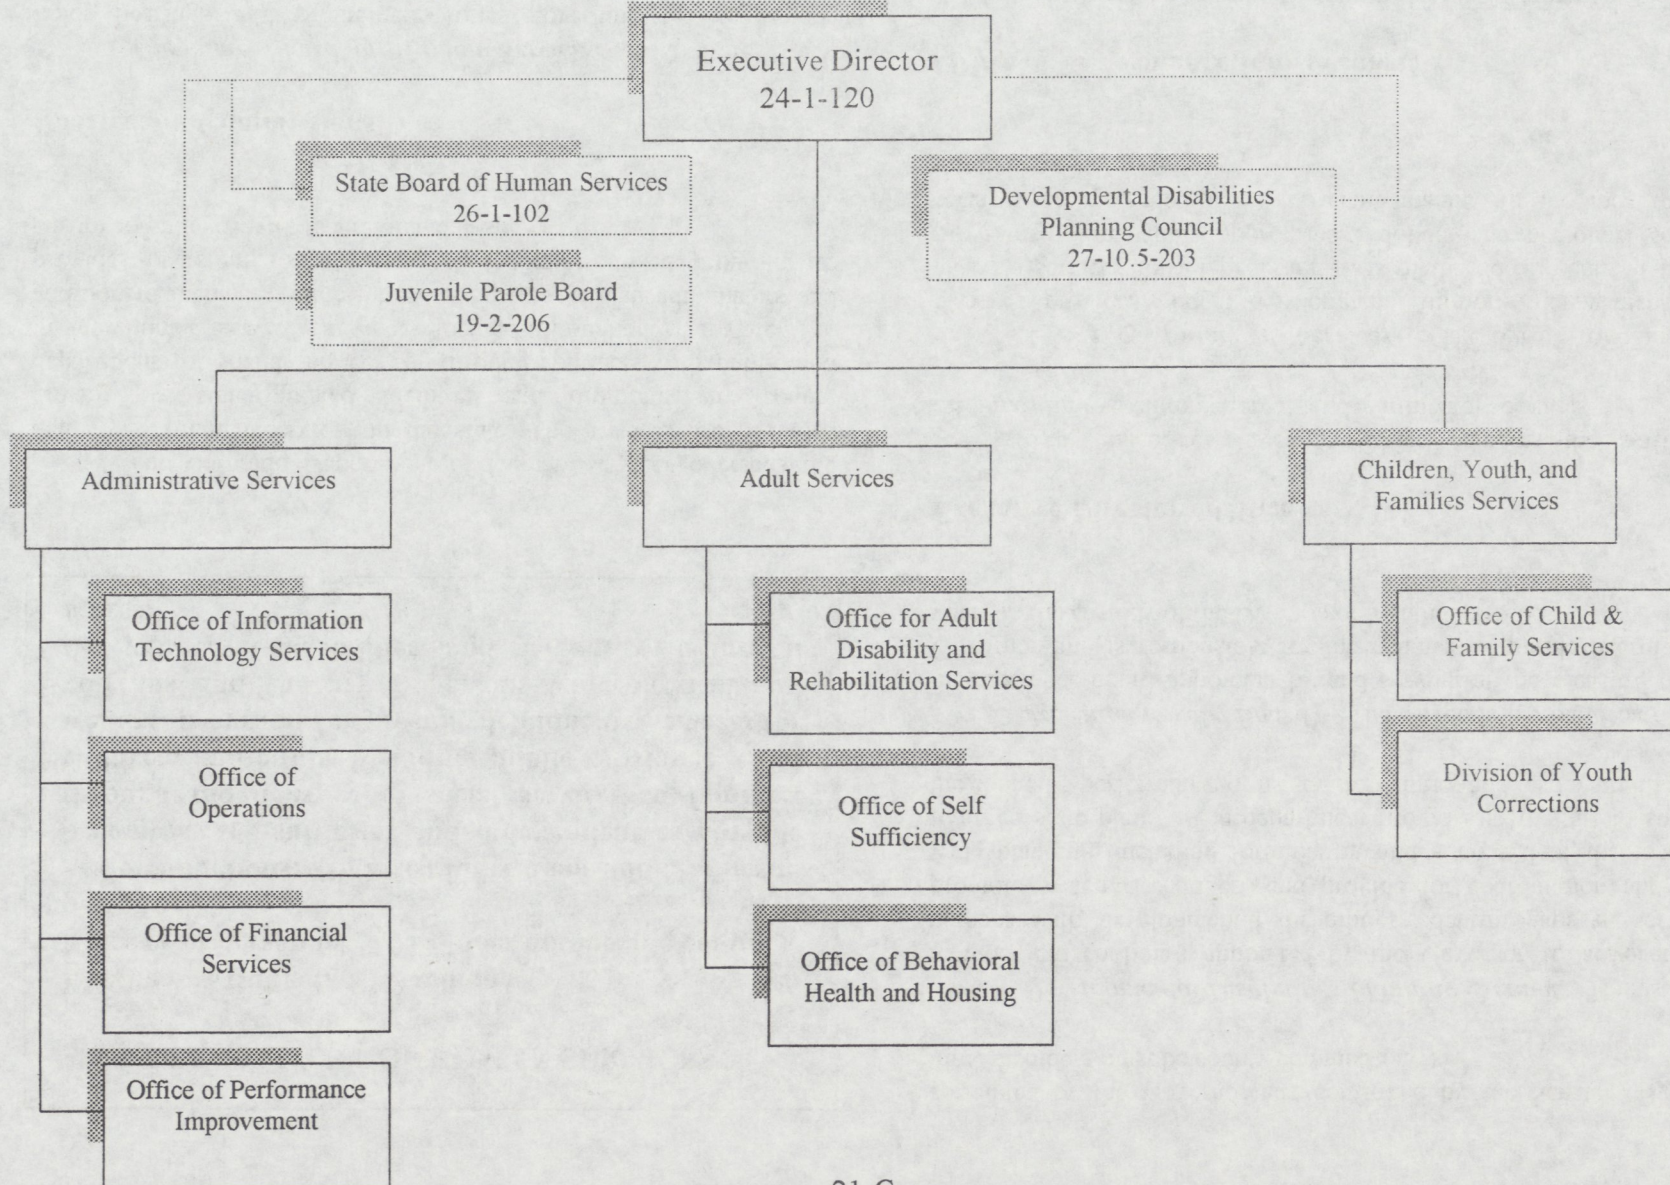 Executive Director
24-1-120
State Board of Human Services
26-1-102
Juvenile Parole Board
19-2-206
Developmental Disabilities
Planning Council
27-10.5-203
Administrative Services
Office of Information
Technology Services
Office of
Operations
Office of Financial
Services
Office of Performance
Improvement
Adult Services
Office for Adult
Disability and
Rehabilitation Services
Office of Self
Sufficiency
Office of Behavioral
Health and Housing
Children, Youth, and
Families Services
Office of Child &
Family Services
Division of Youth
Corrections